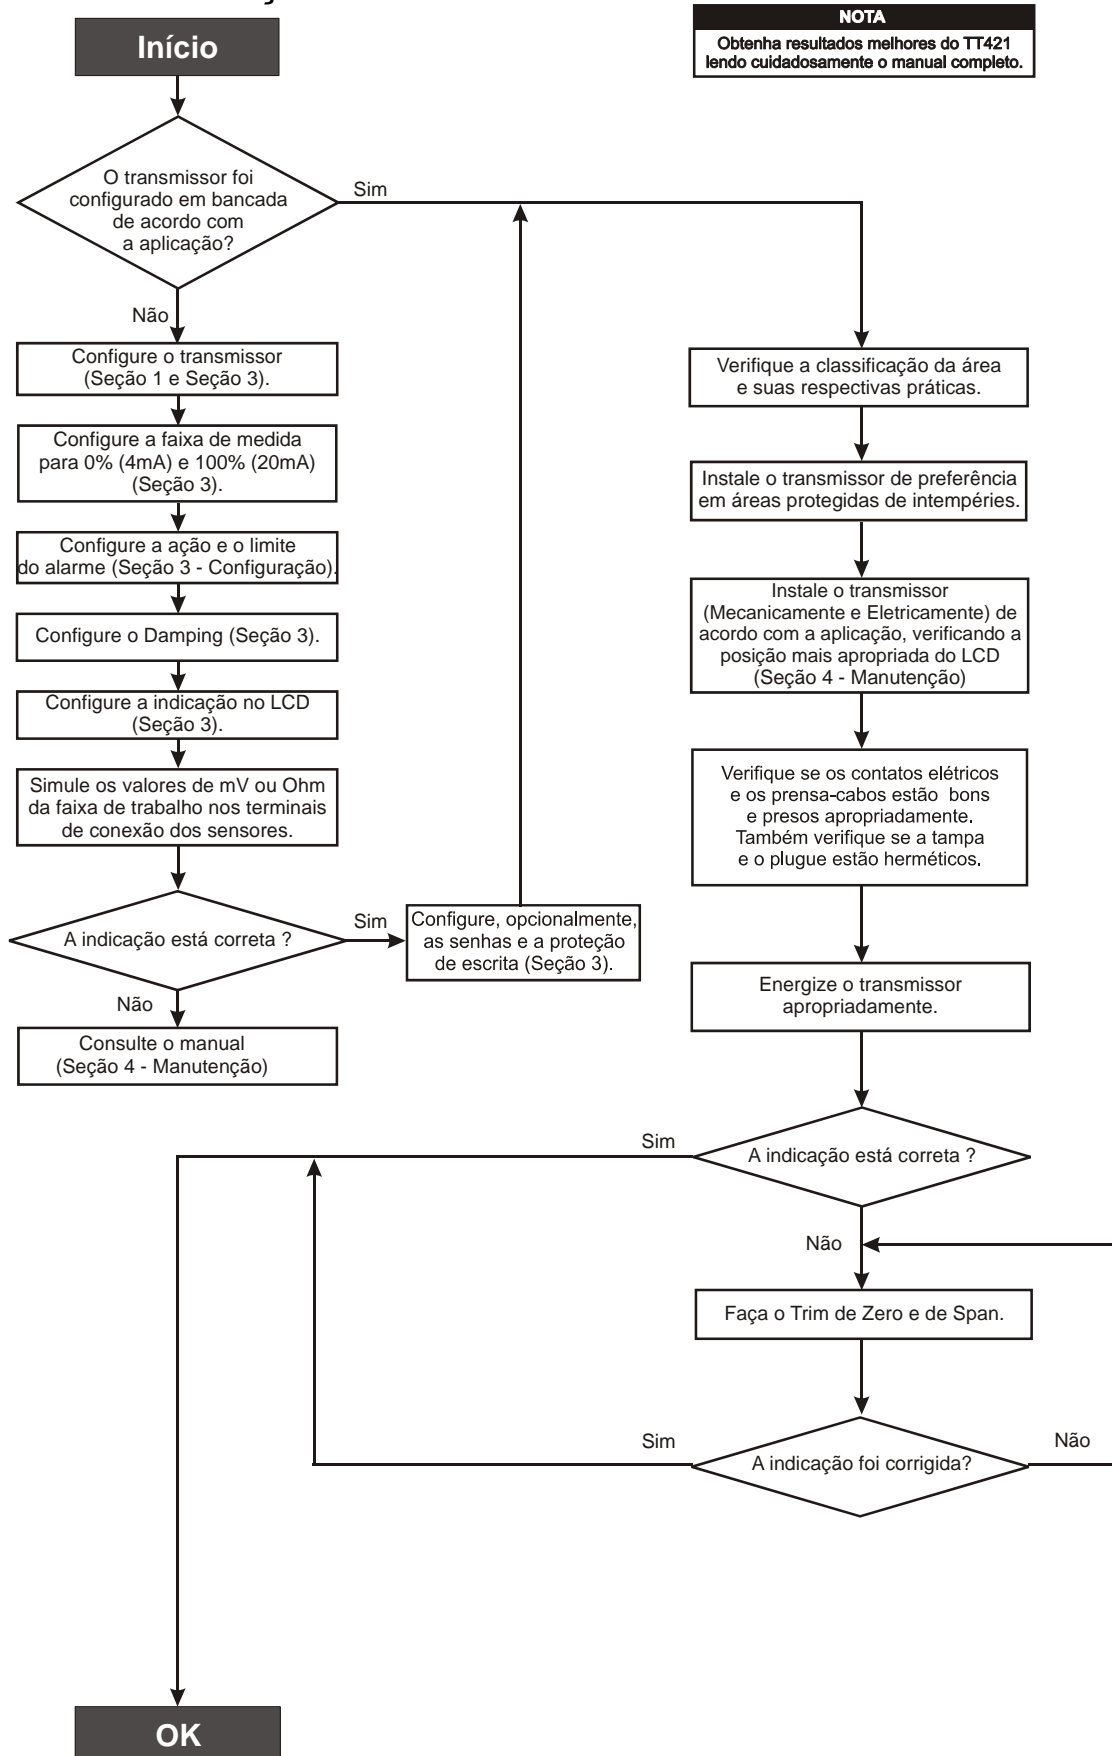 Início
NOTA
Obtenha resultados melhores do TT421
lendo cuidadosamente o manual completo.
O transmissor foi
configurado em bancada
de acordo com
a aplicação?
Sim
Não
Configure o transmissor
(Seção 1 e Seção 3).
Configure a faixa de medida
para 0% (4mA) e 100% (20mA)
(Seção 3).
Configure a ação e o limite
do alarme (Seção 3 - Configuração).
Configure o Damping (Seção 3).
Configure a indicação no LCD
(Seção 3).
Simule os valores de mV ou Ohm
da faixa de trabalho nos terminais
de conexão dos sensores.
A indicação está correta ?
Sim
Configure, opcionalmente,
as senhas e a proteção
de escrita (Seção 3).
Não
Consulte o manual
(Seção 4 - Manutenção)
Verifique a classificação da área
e suas respectivas práticas.
Instale o transmissor de preferência
em áreas protegidas de intempéries.
Instale o transmissor
(Mecanicamente e Eletricamente) de
acordo com a aplicação, verificando a
posição mais apropriada do LCD
(Seção 4 - Manutenção)
Verifique se os contatos elétricos
e os prensa-cabos estão bons
e presos apropriadamente.
Também verifique se a tampa
e o plugue estão herméticos.
Energize o transmissor
apropriadamente.
Sim
A indicação está correta ?
Não
Faça o Trim de Zero e de Span.
Sim
A indicação foi corrigida?
Não
OK